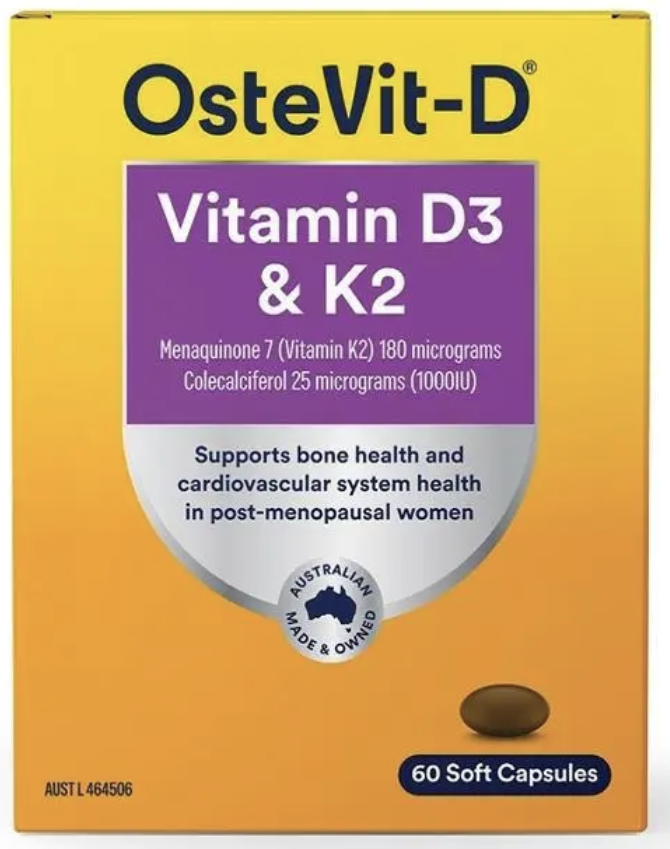 OsteVit-D®
Vitamin D3
& K2
Menaquinone 7 (Vitamin K2) 180 micrograms
Colecalciferol 25 micrograms (1000IU)
Supports bone health and
cardiovascular system health
in post-menopausal women
AUSTRALIAN
MADE & OWNED
60 Soft Capsules
AUST L 464506